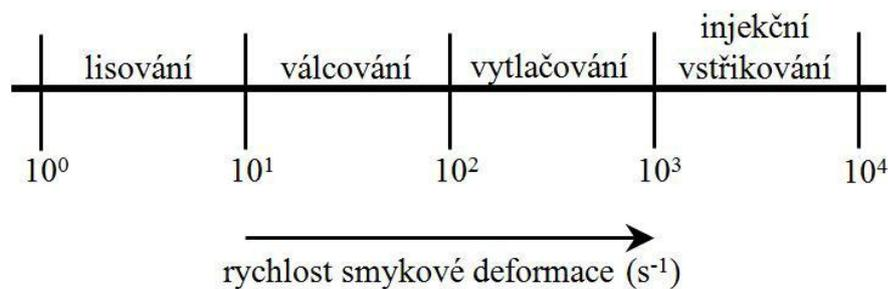 lisování válcování vytlačování injekční
vstřikování
10⁰ 10¹ 10² 10³ 10⁴
rychlost smykové deformace (s⁻¹)